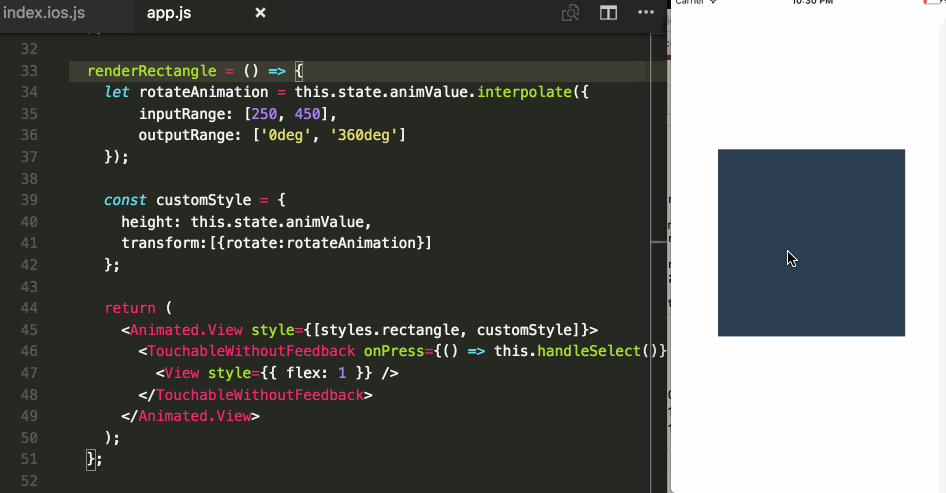 index.ios.js
app.js
Carrier
10:30 PM
32
33 renderRectangle = () => {
34 let rotateAnimation = this.state.animValue.interpolate({
35 inputRange: [250, 450],
36 outputRange: ['0deg', '360deg']
37 });
38
39 const customStyle = {
40 height: this.state.animValue,
41 transform:[{rotate:rotateAnimation}]
42 };
43
44 return (
45 <Animated.View style={[styles.rectangle, customStyle]}>
46 <TouchableWithoutFeedback onPress={() => this.handleSelect()}
47 <View style={{ flex: 1 }} />
48 </TouchableWithoutFeedback>
49 </Animated.View>
50 );
51 };
52